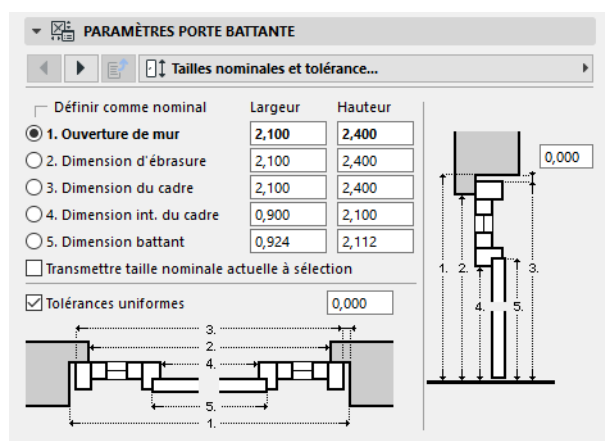 PARAMÈTRES PORTE BATTANTE
Tailles nominales et tolérance...
Définir comme nominal Largeur Hauteur
1. Ouverture de mur 2,100 2,400
2. Dimension d'ébrasure 2,100 2,400
3. Dimension du cadre 2,100 2,400
4. Dimension int. du cadre 0,900 2,100
5. Dimension battant 0,924 2,112
Transmettre taille nominale actuelle à sélection
Tolérances uniformes 0,000
3.
2.
4.
5.
1.
0,000
1. 2. 3.
4. 5.